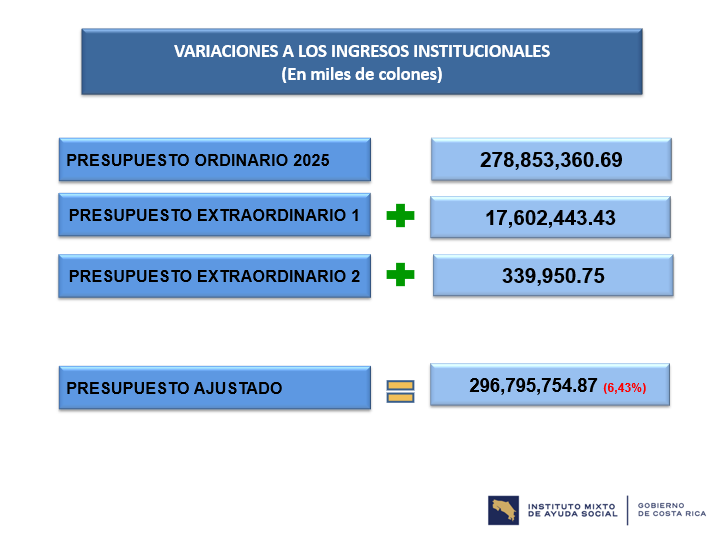 VARIACIONES A LOS INGRESOS INSTITUCIONALES
(En miles de colones)
PRESUPUESTO ORDINARIO 2025
278,853,360.69
PRESUPUESTO EXTRAORDINARIO 1
17,602,443.43
PRESUPUESTO EXTRAORDINARIO 2
339,950.75
PRESUPUESTO AJUSTADO
296,795,754.87 (6,43%)
INSTITUTO MIXTO
DE AYUDA SOCIAL
GOBIERNO
DE COSTA RICA